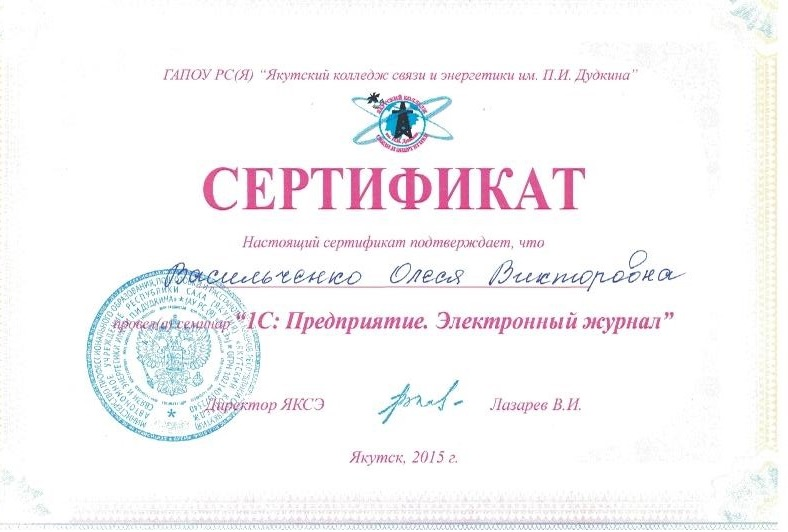 ГАПОУ РС(Я) “Якутский колледж связи и энергетики им. П.И. Дудкина”
СЕРТИФИКАТ
Настоящий сертификат подтверждает, что
Васильченко Олеся Викторовна
провел(а) семинар “1С: Предприятие. Электронный журнал”
Директор ЯКСЭ Лазарев В.И.
Якутск, 2015 г.